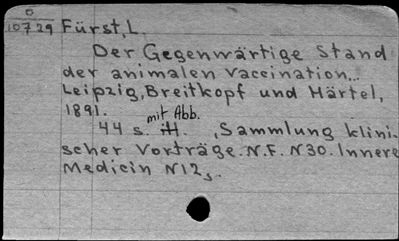 0
10729 Fürst, L.
Der Gegenwärtige Stand
der animalen Vaccination...
Leipzig, Breitkopf und Härtel,
1891.
mit Abb.
44 s. ill. , Sammlung klini-
scher Vorträge. N.F. N30. Innere
Medicin N12,.